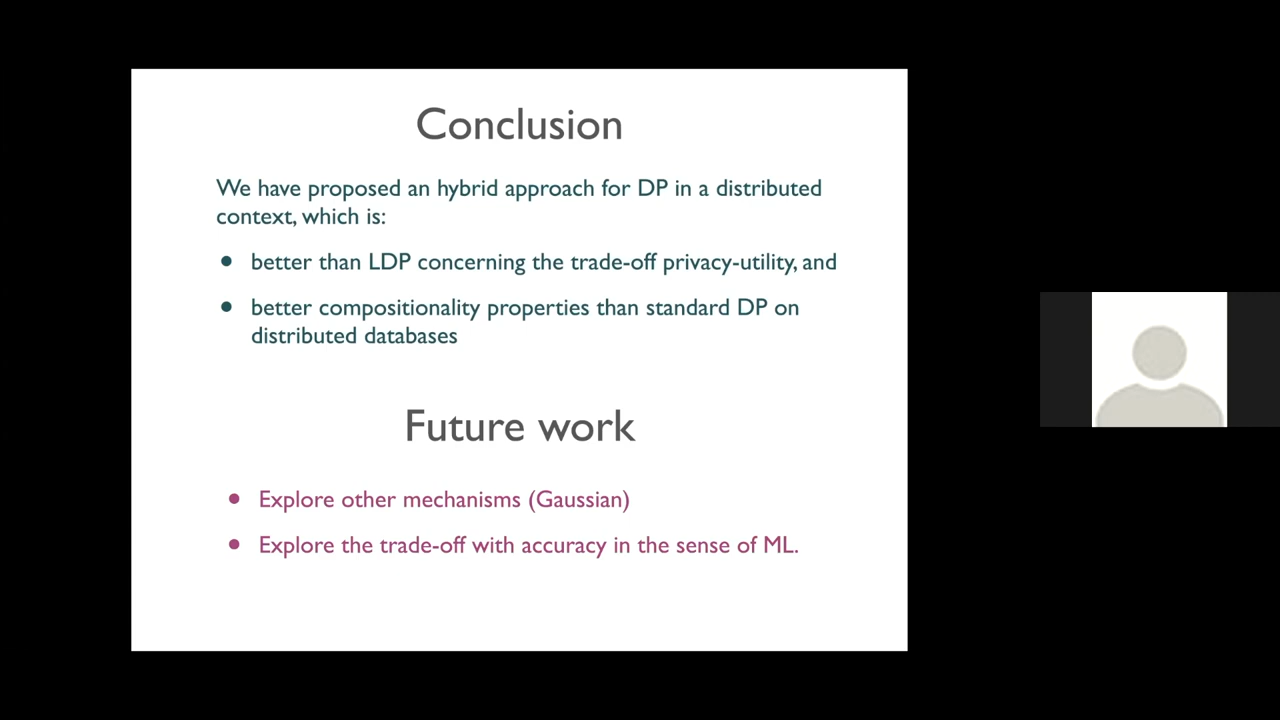 Conclusion
We have proposed an hybrid approach for DP in a distributed
context, which is:
• better than LDP concerning the trade-off privacy-utility, and
• better compositionality properties than standard DP on
distributed databases
Future work
• Explore other mechanisms (Gaussian)
• Explore the trade-off with accuracy in the sense of ML.